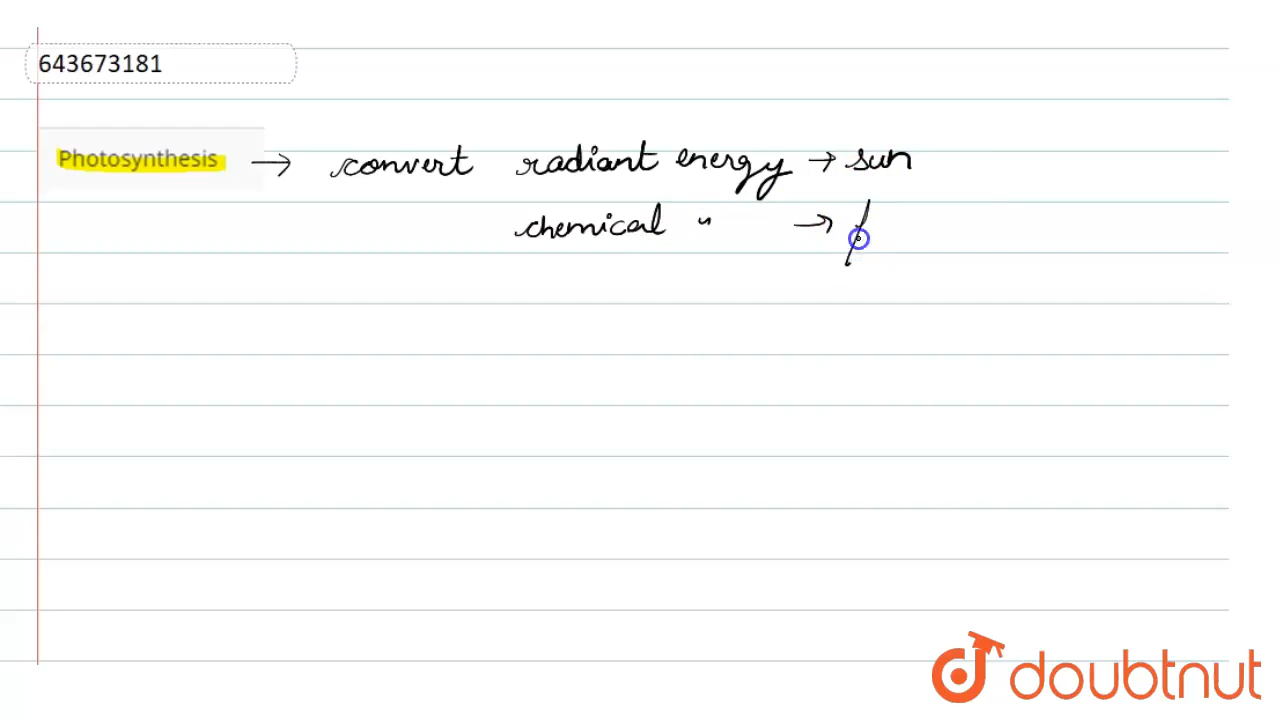 643673181
Photosynthesis → convert radiant energy → sun
chemical " →
doubtnut